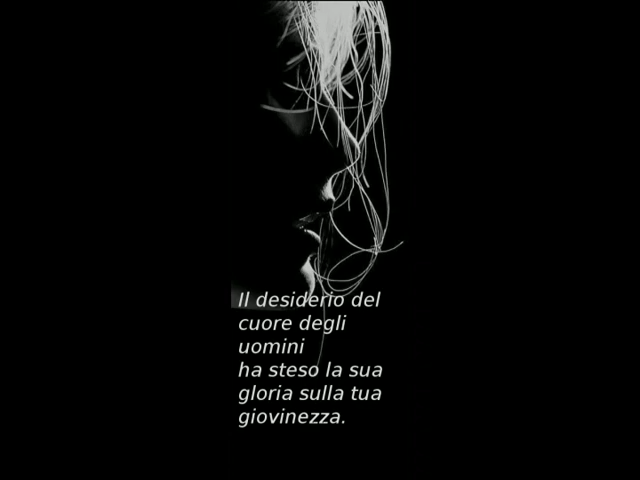 Il desiderio del
cuore degli
uomini
ha steso la sua
gloria sulla tua
giovinezza.